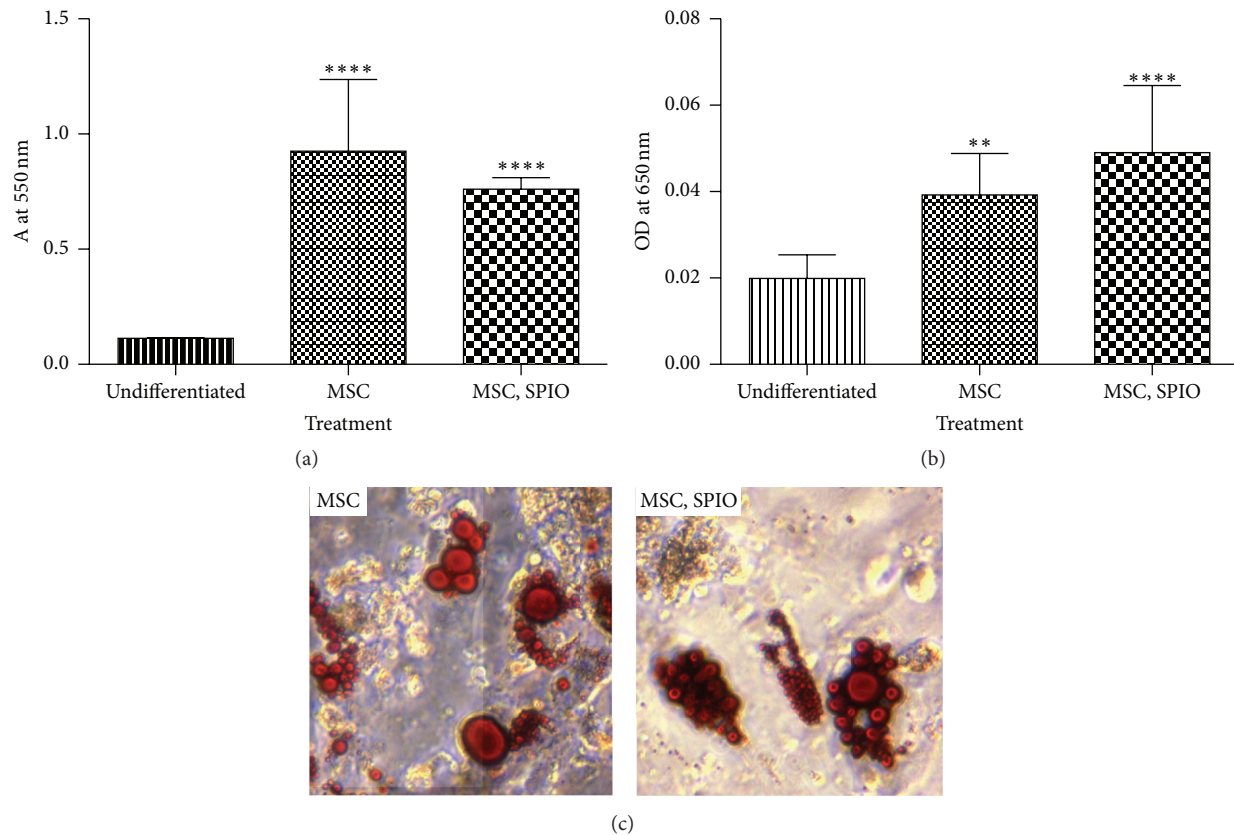 1.5
1.0
0.5
0.0
A at 550 nm
****
****
Undifferentiated MSC MSC, SPIO
Treatment
(a)
0.08
0.06
0.04
0.02
0.00
OD at 650 nm
**
****
Undifferentiated MSC MSC, SPIO
Treatment
(b)
MSC
MSC, SPIO
(c)